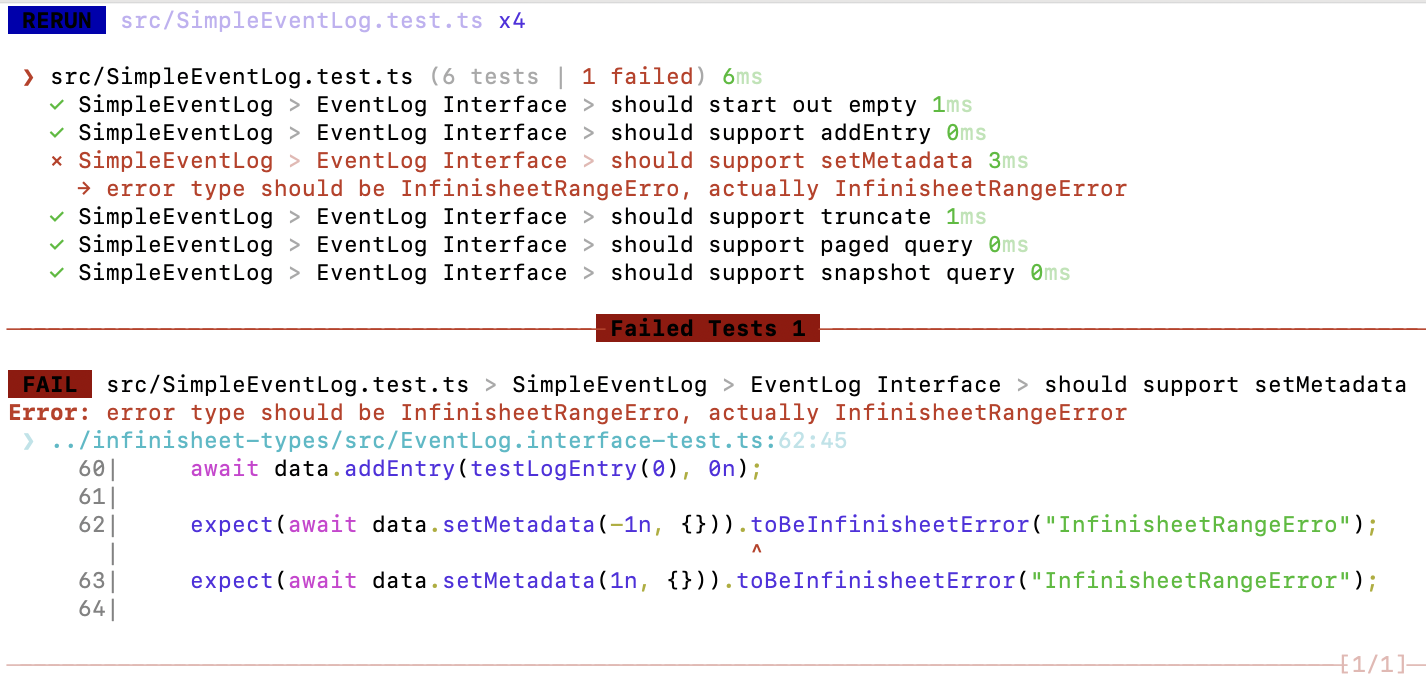 RERUN src/SimpleEventLog.test.ts x4
❯ src/SimpleEventLog.test.ts (6 tests | 1 failed) 6ms
✓ SimpleEventLog > EventLog Interface > should start out empty 1ms
✓ SimpleEventLog > EventLog Interface > should support addEntry 0ms
× SimpleEventLog > EventLog Interface > should support setMetadata 3ms
→ error type should be InfinisheetRangeErro, actually InfinisheetRangeError
✓ SimpleEventLog > EventLog Interface > should support truncate 1ms
✓ SimpleEventLog > EventLog Interface > should support paged query 0ms
✓ SimpleEventLog > EventLog Interface > should support snapshot query 0ms
Failed Tests 1
FAIL src/SimpleEventLog.test.ts > SimpleEventLog > EventLog Interface > should support setMetadata
Error: error type should be InfinisheetRangeErro, actually InfinisheetRangeError
❯ ../infinisheet-types/src/EventLog.interface-test.ts:62:45
60| await data.addEntry(testLogEntry(0), 0n);
61|
62| expect(await data.setMetadata(-1n, {})).toBeInfinisheetError("InfinisheetRangeErro");
| ^
63| expect(await data.setMetadata(1n, {})).toBeInfinisheetError("InfinisheetRangeError");
64|
[1/1]